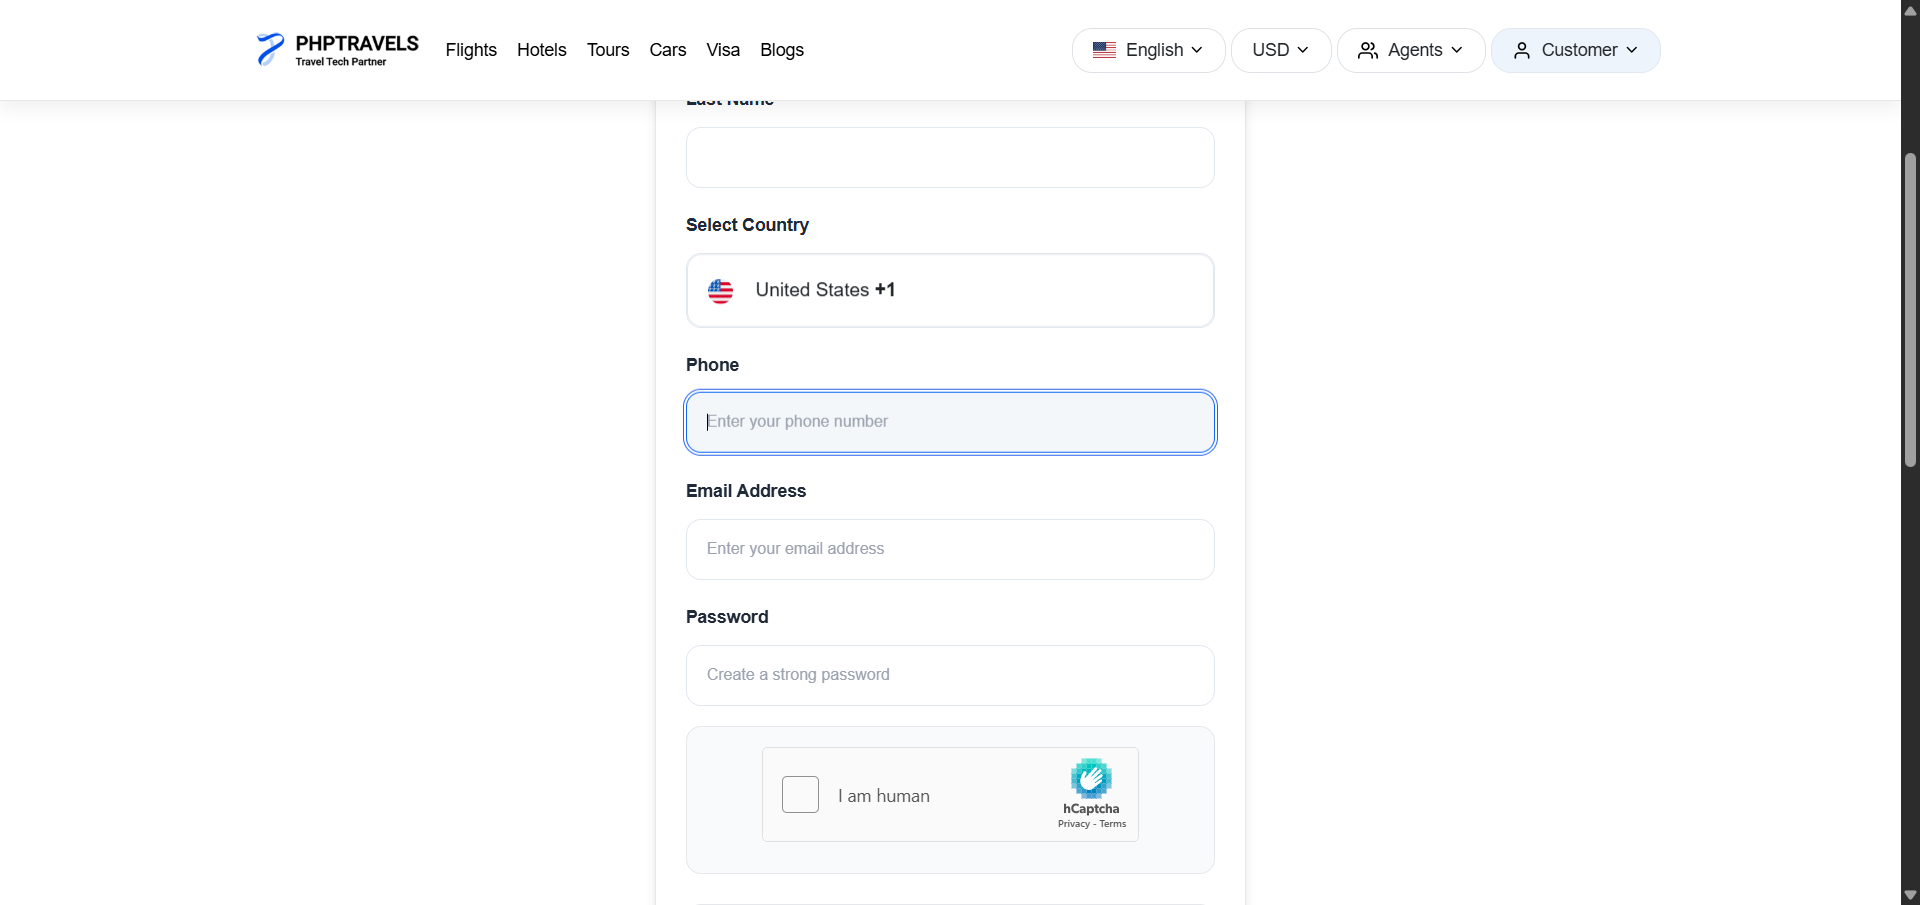 PHPTRAVELS
Travel Tech Partner
Flights Hotels Tours Cars Visa Blogs
English USD Agents Customer
Last Name
Select Country
United States +1
Phone
Enter your phone number
Email Address
Enter your email address
Password
Create a strong password
I am human
hCaptcha
Privacy - Terms